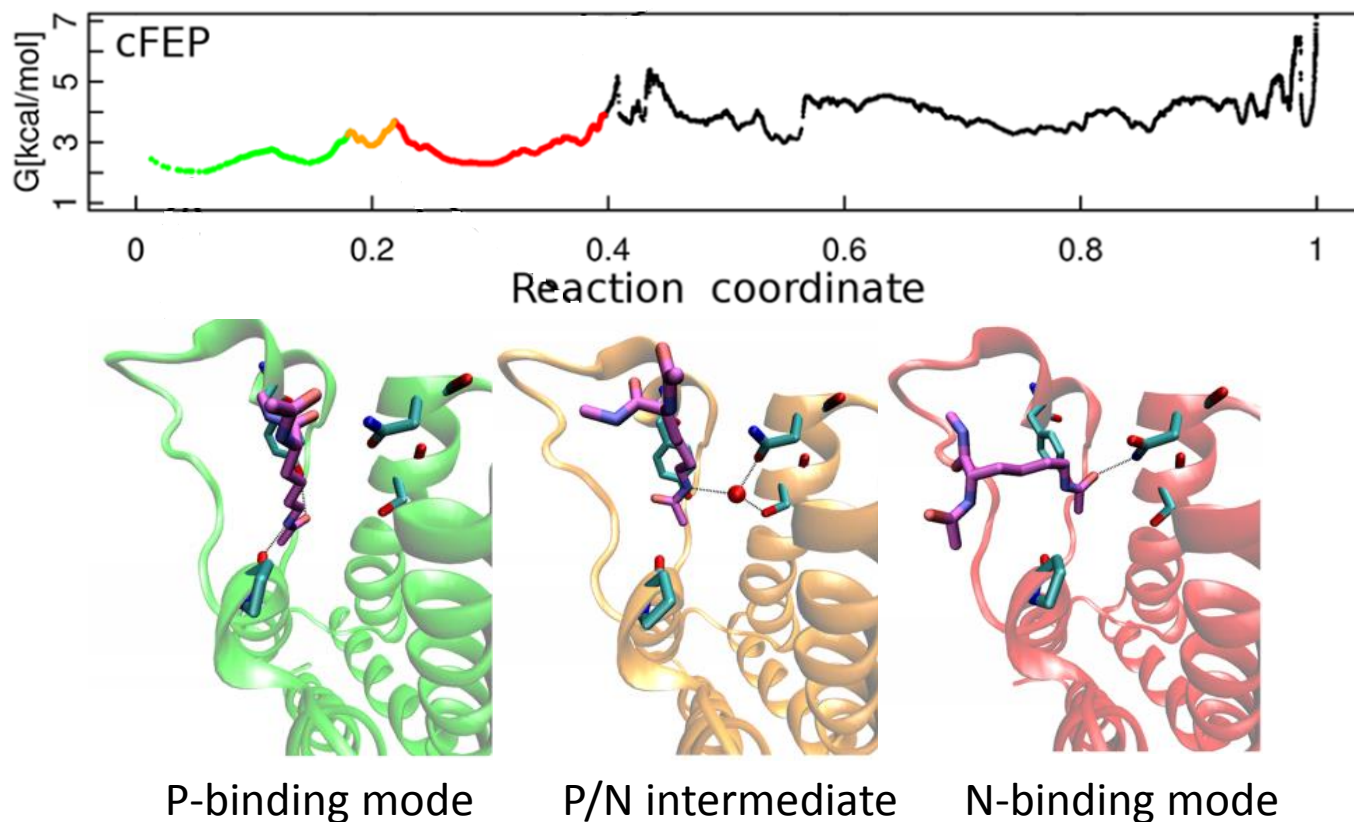 cFEP
G[kcal/mol]
7
5
3
1
0 0.2 0.4 0.6 0.8 1
Reaction coordinate
P-binding mode P/N intermediate N-binding mode